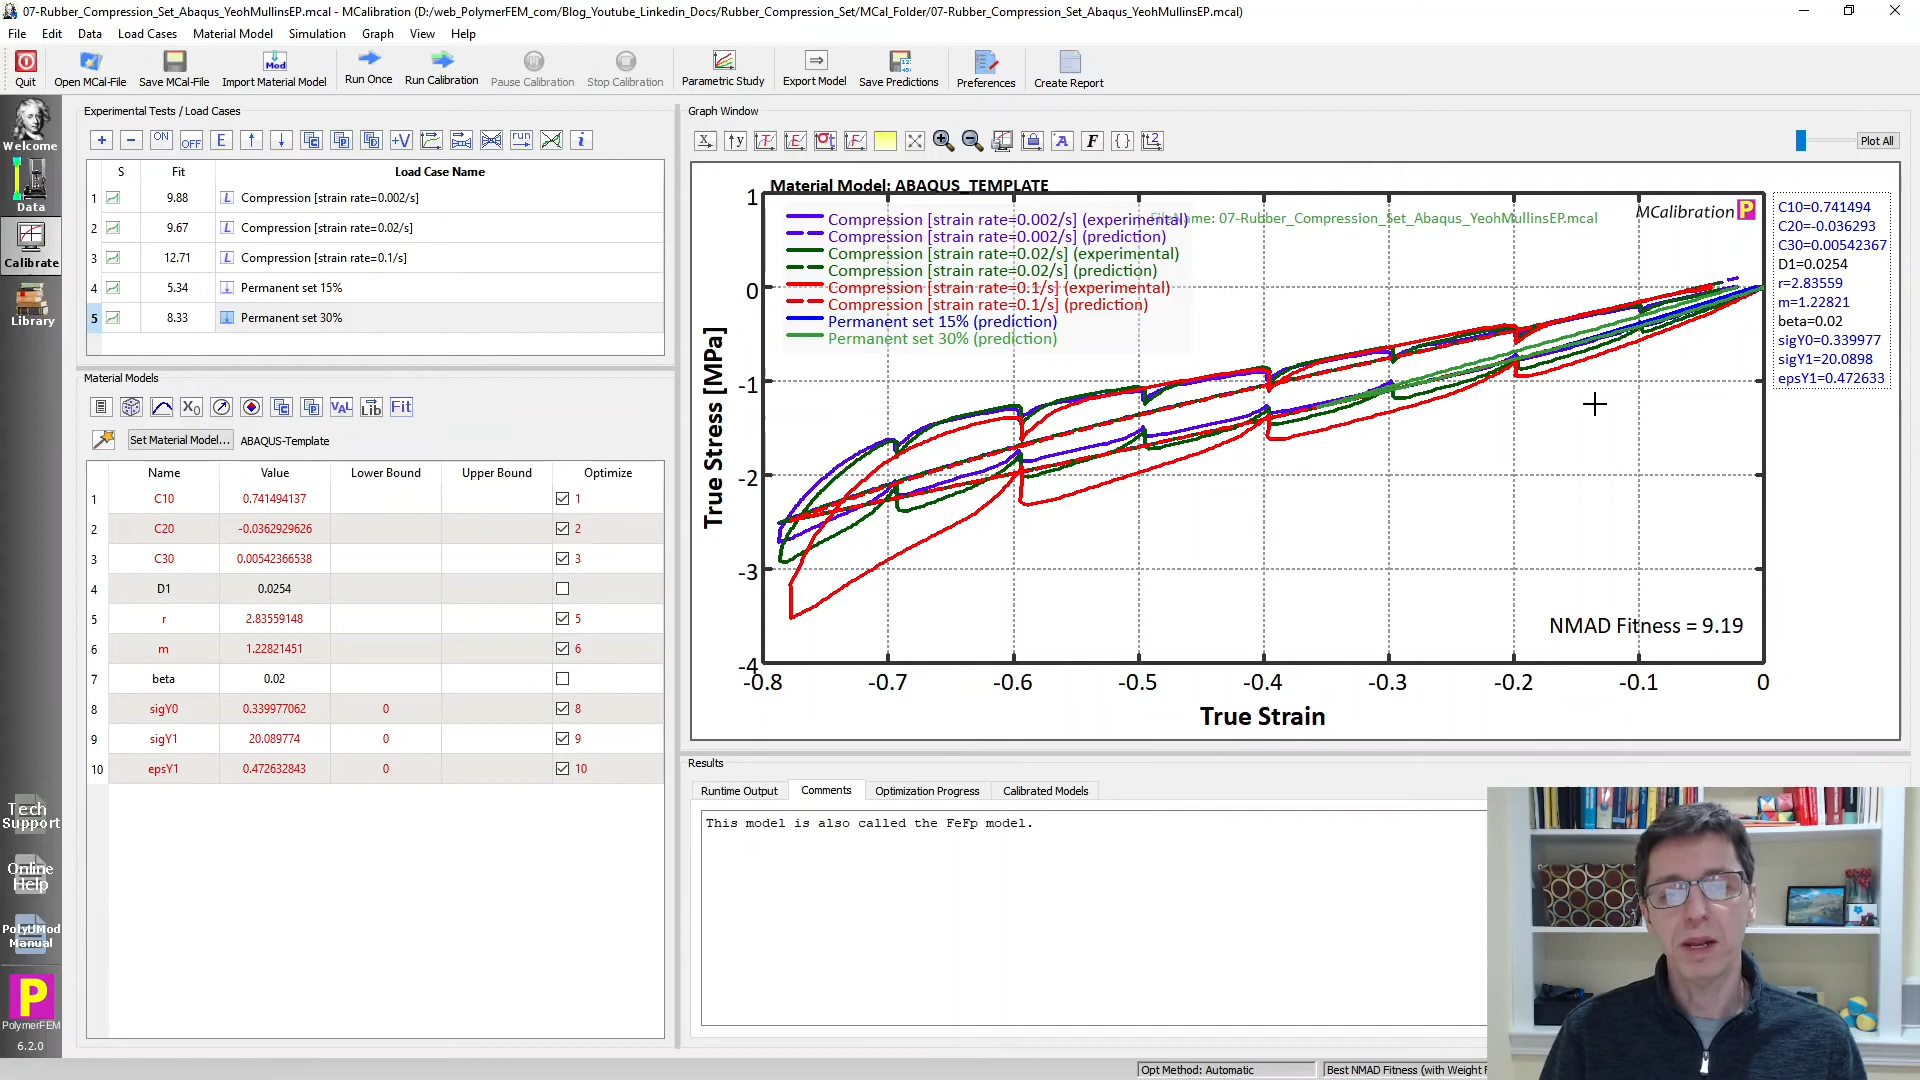 07-Rubber_Compression_Set_Abaqus_YeohMullinsEP.mcal - MCalibration (D:/web_PolymerFEM_com/Blog_Youtube_Linkedin_Docs/Rubber_Compression_Set/MCal_Folder/07-Rubber_Compression_Set_Abaqus_YeohMullinsEP.mcal)
File Edit Data Load Cases Material Model Simulation Graph View Help
Quit Open MCal-File Save MCal-File Import Material Model Run Once Run Calibration Pause Calibration Stop Calibration Parametric Study Export Model Save Predictions Preferences Create Report
Welcome
Data
Calibrate
Library
Tech Support
Online Help
PolyUMod Manual
PolymerFEM
6.2.0
Experimental Tests / Load Cases
ON OFF E +V run i
S Fit Load Case Name
1 9.88 L Compression [strain rate=0.002/s]
2 9.67 L Compression [strain rate=0.02/s]
3 12.71 L Compression [strain rate=0.1/s]
4 5.34 Permanent set 15%
5 8.33 Permanent set 30%
Material Models
X0 VAL Lib Fit
Set Material Model... ABAQUS-Template
Name Value Lower Bound Upper Bound Optimize
1 C10 0.741494137 1
2 C20 -0.0362929626 2
3 C30 0.00542366538 3
4 D1 0.0254
5 r 2.83559148 5
6 m 1.22821451 6
7 beta 0.02
8 sigY0 0.339977062 0 8
9 sigY1 20.089774 0 9
10 epsY1 0.472632843 0 10
Graph Window
Plot All
Material Model: ABAQUS_TEMPLATE
Compression [strain rate=0.002/s] (experimental)
Compression [strain rate=0.002/s] (prediction)
Compression [strain rate=0.02/s] (experimental)
Compression [strain rate=0.02/s] (prediction)
Compression [strain rate=0.1/s] (experimental)
Compression [strain rate=0.1/s] (prediction)
Permanent set 15% (prediction)
Permanent set 30% (prediction)
07-Rubber_Compression_Set_Abaqus_YeohMullinsEP.mcal
MCalibration P
C10=0.741494
C20=-0.036293
C30=0.00542367
D1=0.0254
r=2.83559
m=1.22821
beta=0.02
sigY0=0.339977
sigY1=20.0898
epsY1=0.472633
True Stress [MPa]
1
0
-1
-2
-3
-4
NMAD Fitness = 9.19
-0.8 -0.7 -0.6 -0.5 -0.4 -0.3 -0.2 -0.1 0
True Strain
Results
Runtime Output Comments Optimization Progress Calibrated Models
This model is also called the FeFp model.
Opt Method: Automatic Best NMAD Fitness (with Weight